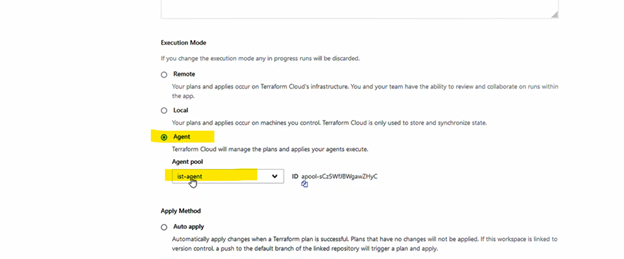 Execution Mode
If you change the execution mode any in progress runs will be discarded.
Remote
Your plans and applies occur on Terraform Cloud's infrastructure. You and your team have the ability to review and collaborate on runs within
the app.
Local
Your plans and applies occur on machines you control. Terraform Cloud is only used to store and synchronize state.
Agent
Terraform Cloud will manage the plans and applies your agents execute.
Agent pool
ist-agent ID apool-sCzSWfJBWgawZHyC
Apply Method
Auto apply
Automatically apply changes when a Terraform plan is successful. Plans that have no changes will not be applied. If this workspace is linked to
version control, a push to the default branch of the linked repository will trigger a plan and apply.